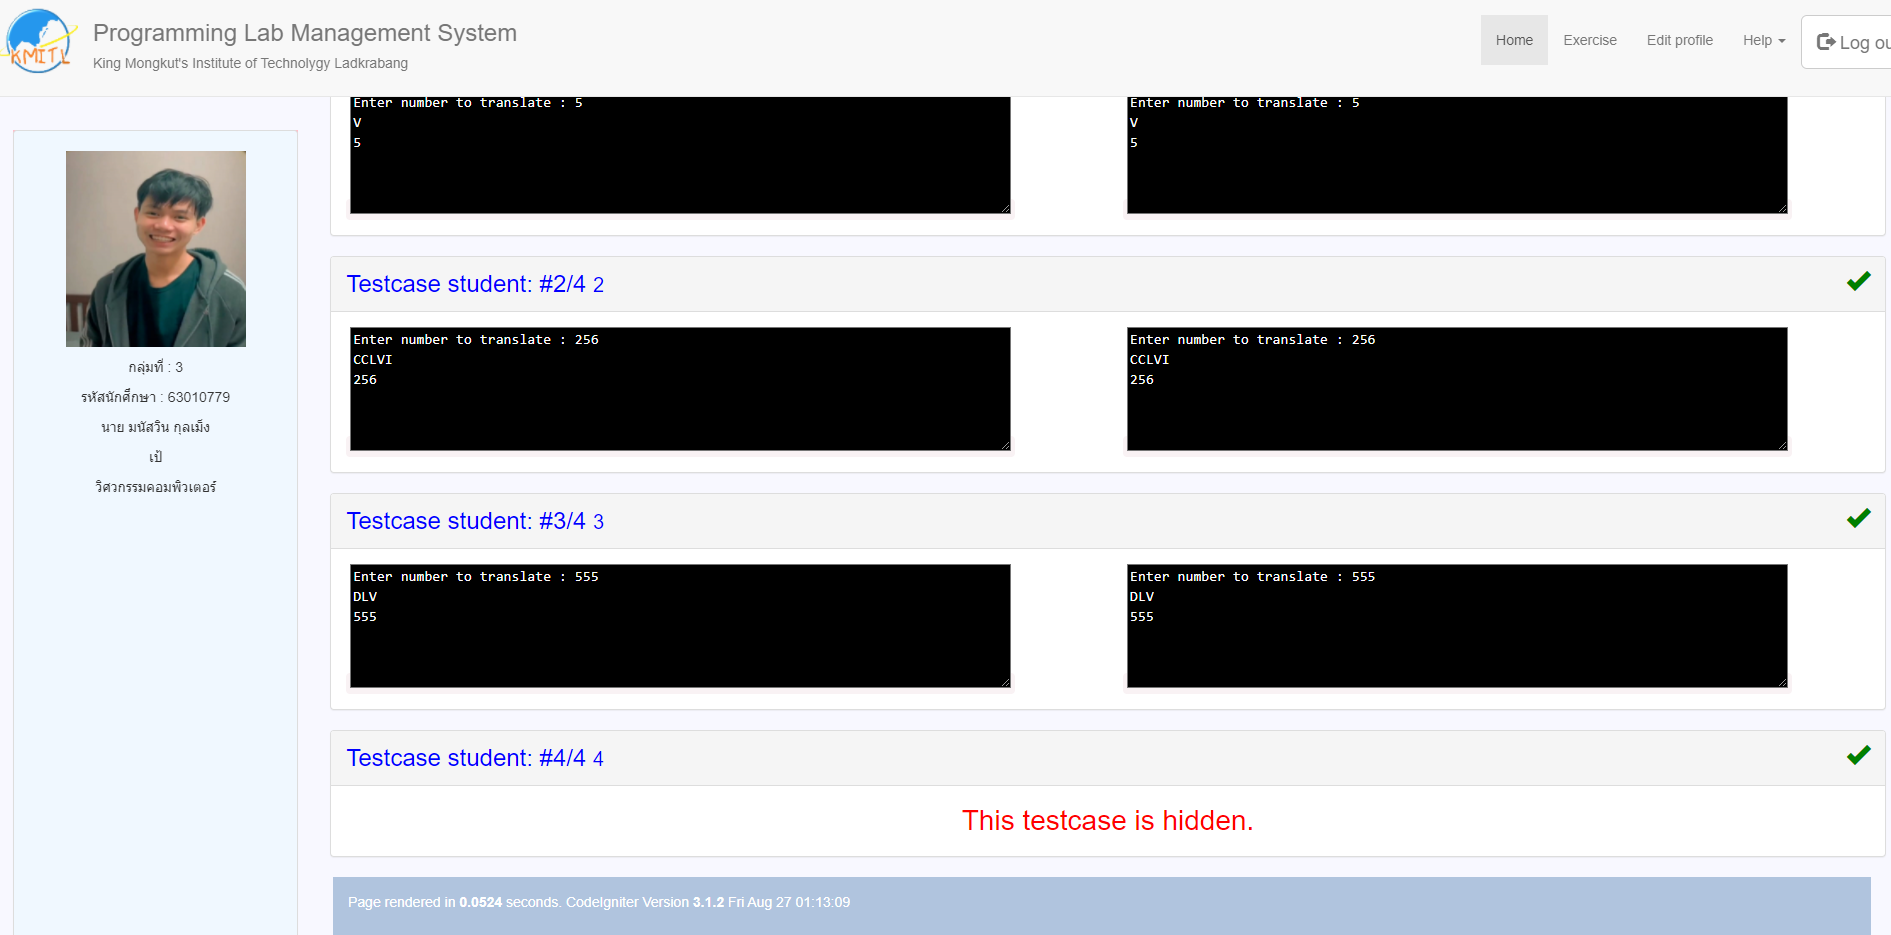 KMITL
Programming Lab Management System
King Mongkut's Institute of Technolygy Ladkrabang
Home
Exercise
Edit profile
Help
Log ou
กลุ่มที่ : 3
รหัสนักศึกษา : 63010779
นาย มนัสวิน กุลเม็ง
เป้
วิศวกรรมคอมพิวเตอร์
Enter number to translate : 5
V
5
Enter number to translate : 5
V
5
Testcase student: #2/4 2
Enter number to translate : 256
CCLVI
256
Enter number to translate : 256
CCLVI
256
Testcase student: #3/4 3
Enter number to translate : 555
DLV
555
Enter number to translate : 555
DLV
555
Testcase student: #4/4 4
This testcase is hidden.
Page rendered in 0.0524 seconds. CodeIgniter Version 3.1.2 Fri Aug 27 01:13:09